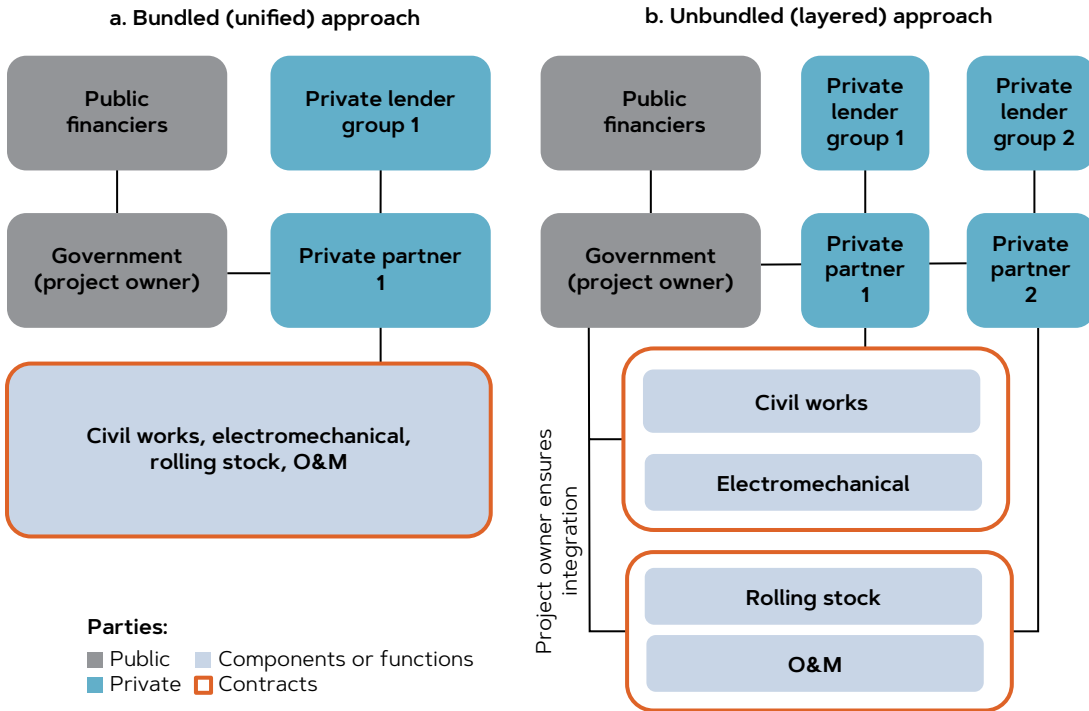 a. Bundled (unified) approach
Public
financiers
Private lender
group 1
Government
(project owner)
Private partner
1
Civil works, electromechanical,
rolling stock, O&M
Parties:
Public
Components or functions
Private
Contracts
b. Unbundled (layered) approach
Public
financiers
Private
lender
group 1
Private
lender
group 2
Government
(project owner)
Private
partner
1
Private
partner
2
Project owner ensures
integration
Civil works
Electromechanical
Rolling stock
O&M